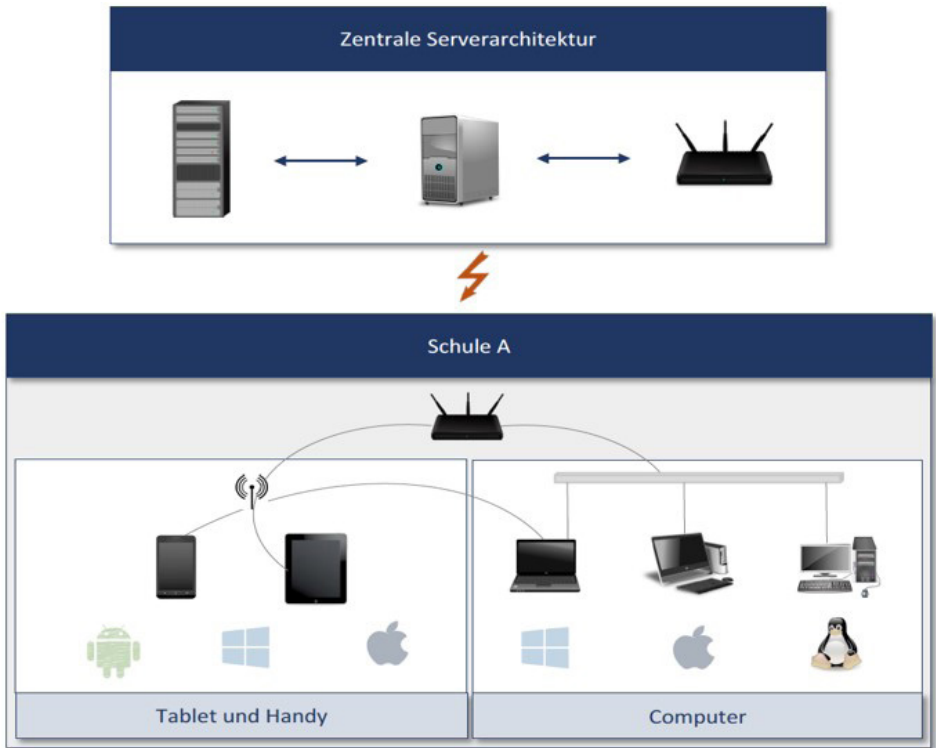 Zentrale Serverarchitektur
Schule A
Tablet und Handy
Computer